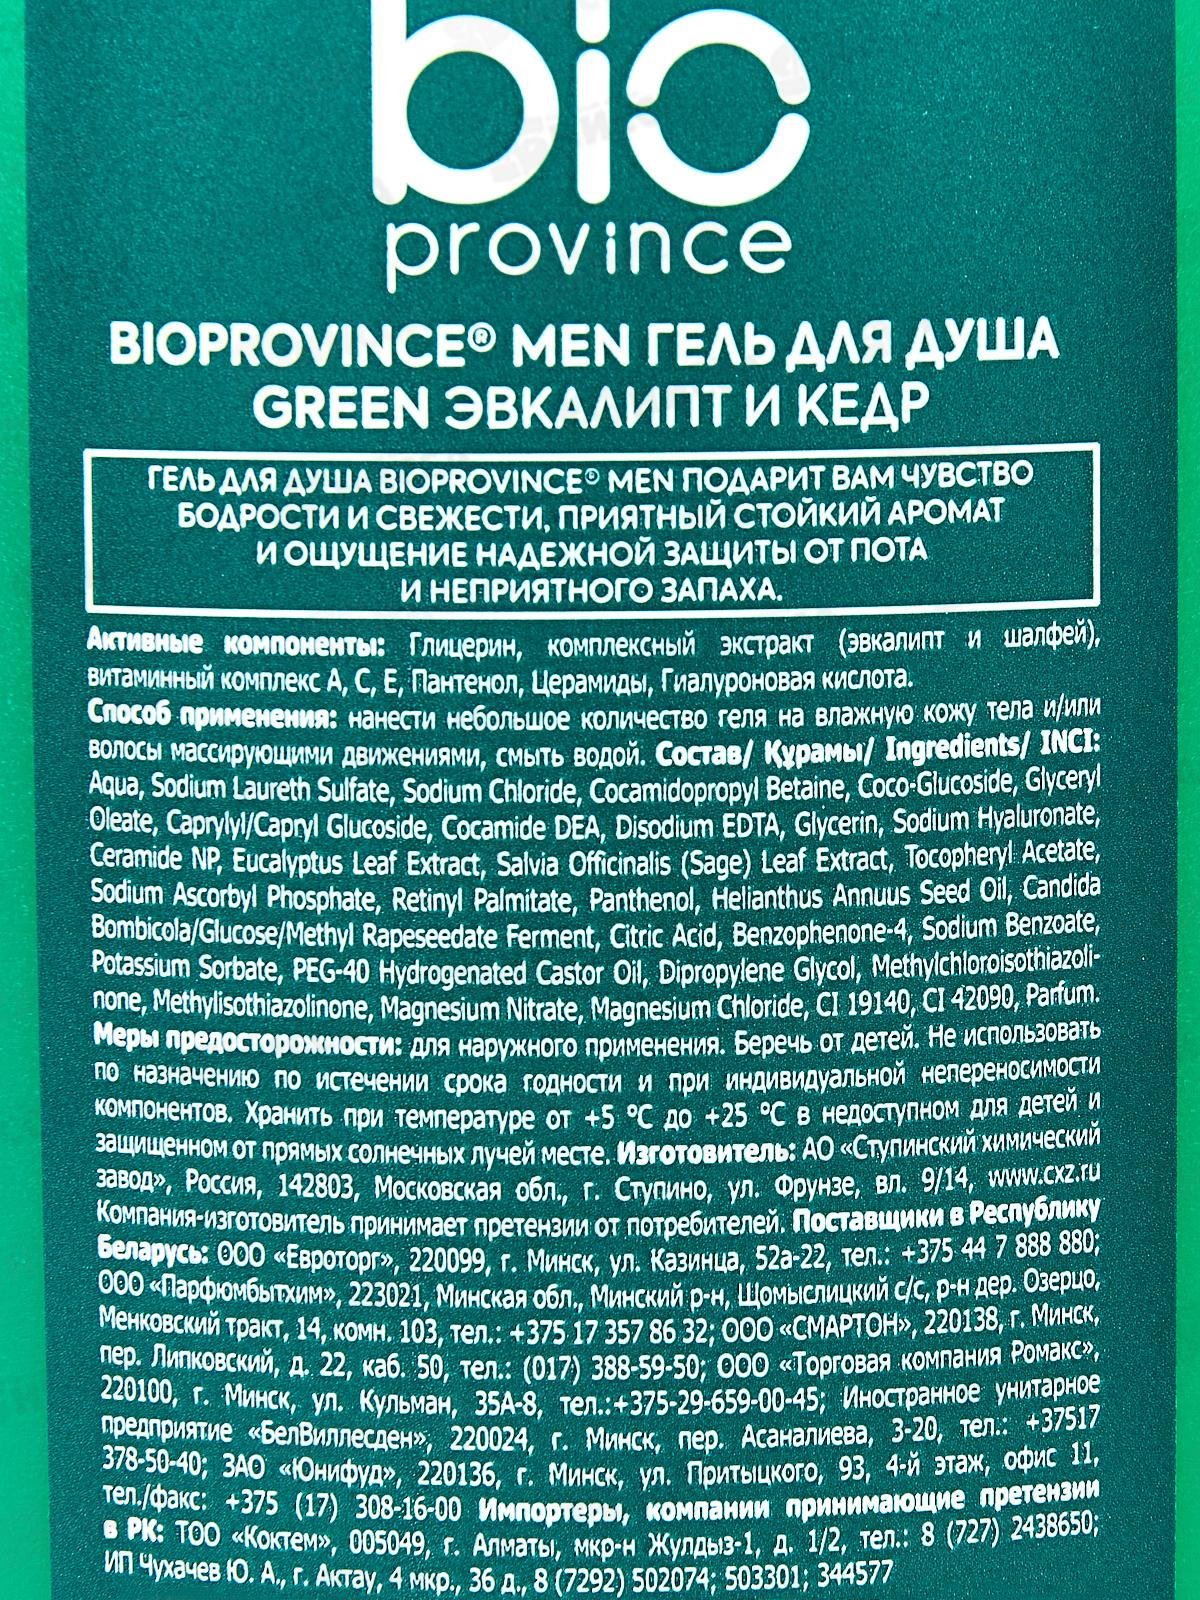 bio
province
BIOPROVINCE® MEN ГЕЛЬ ДЛЯ ДУША
GREEN ЭВКАЛИПТ И КЕДР
ГЕЛЬ ДЛЯ ДУША BIOPROVINCE® MEN ПОДАРИТ ВАМ ЧУВСТВО
БОДРОСТИ И СВЕЖЕСТИ, ПРИЯТНЫЙ СТОЙКИЙ АРОМАТ
И ОЩУЩЕНИЕ НАДЕЖНОЙ ЗАЩИТЫ ОТ ПОТА
И НЕПРИЯТНОГО ЗАПАХА.
Активные компоненты: Глицерин, комплексный экстракт (эвкалипт и шалфей),
витаминный комплекс А, С, Е, Пантенол, Церамиды, Гиалуроновая кислота.
Способ применения: нанести небольшое количество геля на влажную кожу тела и/или
волосы массирующими движениями, смыть водой. Состав/ Құрамы/ Ingredients/ INCI:
Aqua, Sodium Laureth Sulfate, Sodium Chloride, Cocamidopropyl Betaine, Coco-Glucoside, Glyceryl
Oleate, Caprylyl/Capryl Glucoside, Cocamide DEA, Disodium EDTA, Glycerin, Sodium Hyaluronate,
Ceramide NP, Eucalyptus Leaf Extract, Salvia Officinalis (Sage) Leaf Extract, Tocopheryl Acetate,
Sodium Ascorbyl Phosphate, Retinyl Palmitate, Panthenol, Helianthus Annuus Seed Oil, Candida
Bombicola/Glucose/Methyl Rapeseedate Ferment, Citric Acid, Benzophenone-4, Sodium Benzoate,
Potassium Sorbate, PEG-40 Hydrogenated Castor Oil, Dipropylene Glycol, Methylchloroisothiazoli-
none, Methylisothiazolinone, Magnesium Nitrate, Magnesium Chloride, CI 19140, CI 42090, Parfum.
Меры предосторожности: для наружного применения. Беречь от детей. Не использовать
по назначению по истечении срока годности и при индивидуальной непереносимости
компонентов. Хранить при температуре от +5 °C до +25 °C в недоступном для детей и
защищенном от прямых солнечных лучей месте. Изготовитель: АО «Ступинский химический
завод», Россия, 142803, Московская обл., г. Ступино, ул. Фрунзе, вл. 9/14, www.cxz.ru
Компания-изготовитель принимает претензии от потребителей. Поставщики в Республику
Беларусь: ООО «Евроторг», 220099, г. Минск, ул. Казинца, 52а-22, тел.: +375 44 7 888 880;
ООО «Парфюмбытхим», 223021, Минская обл., Минский р-н, Щомыслицкий с/с, р-н дер. Озерцо,
Менковский тракт, 14, комн. 103, тел.: +375 17 357 86 32; ООО «СМАРТОН», 220138, г. Минск,
пер. Липковский, д. 22, каб. 50, тел.: (017) 388-59-50; ООО «Торговая компания Ромакс»,
220100, г. Минск, ул. Кульман, 35А-8, тел.:+375-29-659-00-45; Иностранное унитарное
предприятие «БелВиллесден», 220024, г. Минск, пер. Асаналиева, 3-20, тел.: +37517
378-50-40; ЗАО «Юнифуд», 220136, г. Минск, ул. Притыцкого, 93, 4-й этаж, офис 11,
тел./факс: +375 (17) 308-16-00 Импортеры, компании принимающие претензии
в РК: ТОО «Коктем», 005049, г. Алматы, мкр-н Жулдыз-1, д. 1/2, тел.: 8 (727) 2438650;
ИП Чухачев Ю. А., г. Актау, 4 мкр., 36 д., 8 (7292) 502074; 503301; 344577